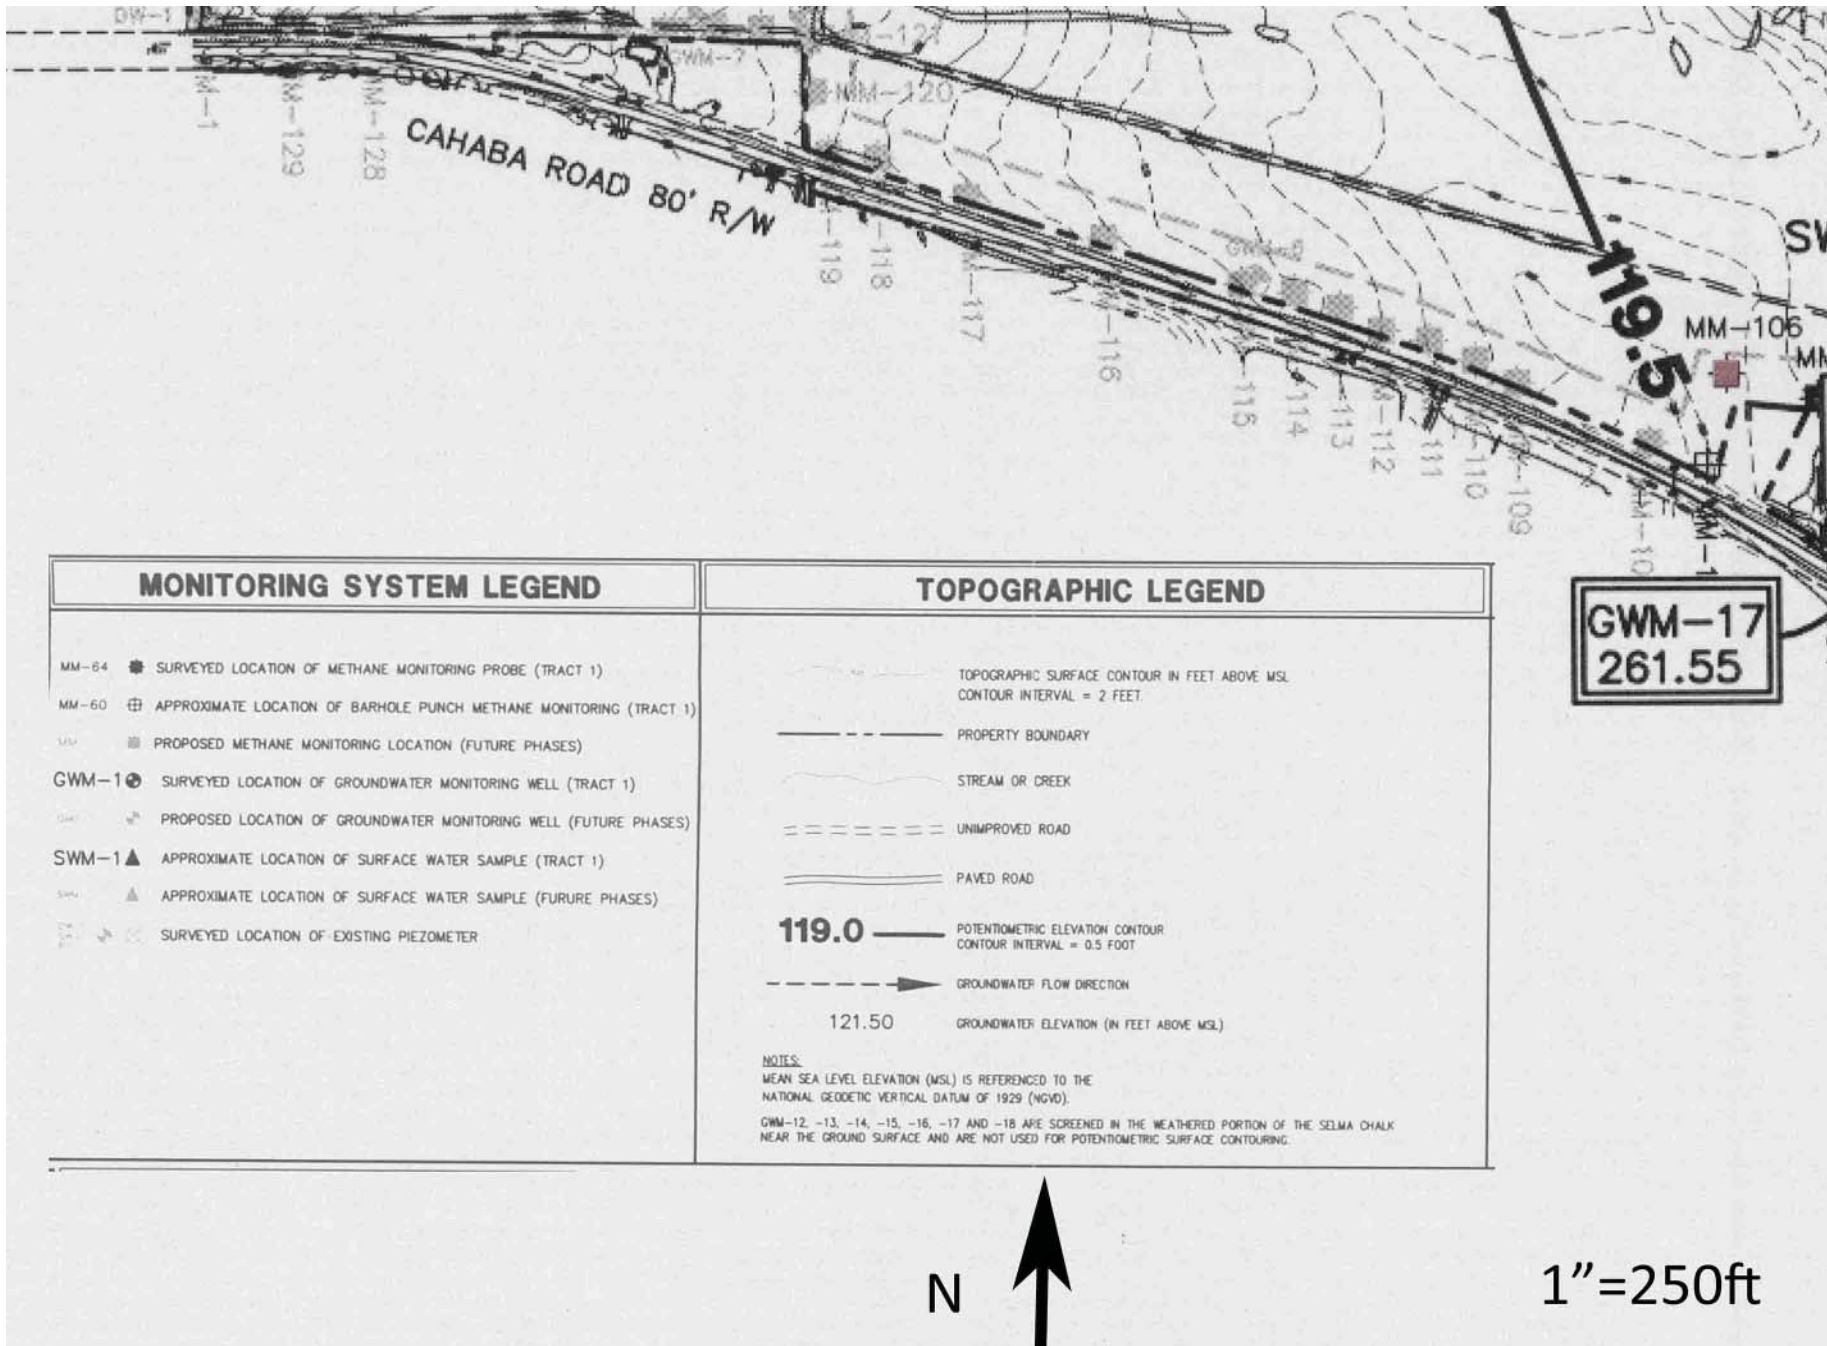 DW-1
M-1
MM-129
MM-128
GWM-7
-121
MM-120
CAHABA ROAD 80' R/W
-119
-118
-117
-116
-115
-114
-113
-112
-111
-110
-109
MM-10
MM-1
119.5
MM-106
MM
GWM-17
261.55
MONITORING SYSTEM LEGEND
MM-64 SURVEYED LOCATION OF METHANE MONITORING PROBE (TRACT 1)
MM-60 APPROXIMATE LOCATION OF BARHOLE PUNCH METHANE MONITORING (TRACT 1)
PROPOSED METHANE MONITORING LOCATION (FUTURE PHASES)
GWM-1 SURVEYED LOCATION OF GROUNDWATER MONITORING WELL (TRACT 1)
PROPOSED LOCATION OF GROUNDWATER MONITORING WELL (FUTURE PHASES)
SWM-1 APPROXIMATE LOCATION OF SURFACE WATER SAMPLE (TRACT 1)
APPROXIMATE LOCATION OF SURFACE WATER SAMPLE (FURURE PHASES)
SURVEYED LOCATION OF EXISTING PIEZOMETER
TOPOGRAPHIC LEGEND
TOPOGRAPHIC SURFACE CONTOUR IN FEET ABOVE MSL
CONTOUR INTERVAL = 2 FEET.
PROPERTY BOUNDARY
STREAM OR CREEK
UNIMPROVED ROAD
PAVED ROAD
119.0 POTENTIOMETRIC ELEVATION CONTOUR
CONTOUR INTERVAL = 0.5 FOOT
GROUNDWATER FLOW DIRECTION
121.50 GROUNDWATER ELEVATION (IN FEET ABOVE MSL)
NOTES:
MEAN SEA LEVEL ELEVATION (MSL) IS REFERENCED TO THE
NATIONAL GEODETIC VERTICAL DATUM OF 1929 (NGVD).
GWM-12, -13, -14, -15, -16, -17 AND -18 ARE SCREENED IN THE WEATHERED PORTION OF THE SELMA CHALK
NEAR THE GROUND SURFACE AND ARE NOT USED FOR POTENTIOMETRIC SURFACE CONTOURING.
N
1”=250ft